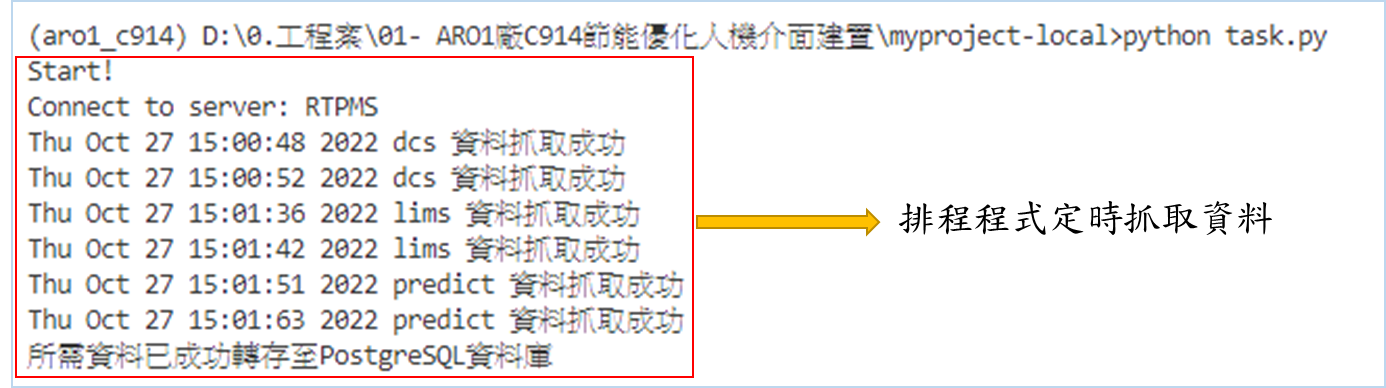 (aro1_c914) D:\0.工程案\01- ARO1廠C914節能優化人機介面建置\myproject-local>python task.py
Start!
Connect to server: RTPMS
Thu Oct 27 15:00:48 2022 dcs 資料抓取成功
Thu Oct 27 15:00:52 2022 dcs 資料抓取成功
Thu Oct 27 15:01:36 2022 lims 資料抓取成功
Thu Oct 27 15:01:42 2022 lims 資料抓取成功
Thu Oct 27 15:01:51 2022 predict 資料抓取成功
Thu Oct 27 15:01:63 2022 predict 資料抓取成功
所需資料已成功轉存至PostgreSQL資料庫
排程程式定時抓取資料